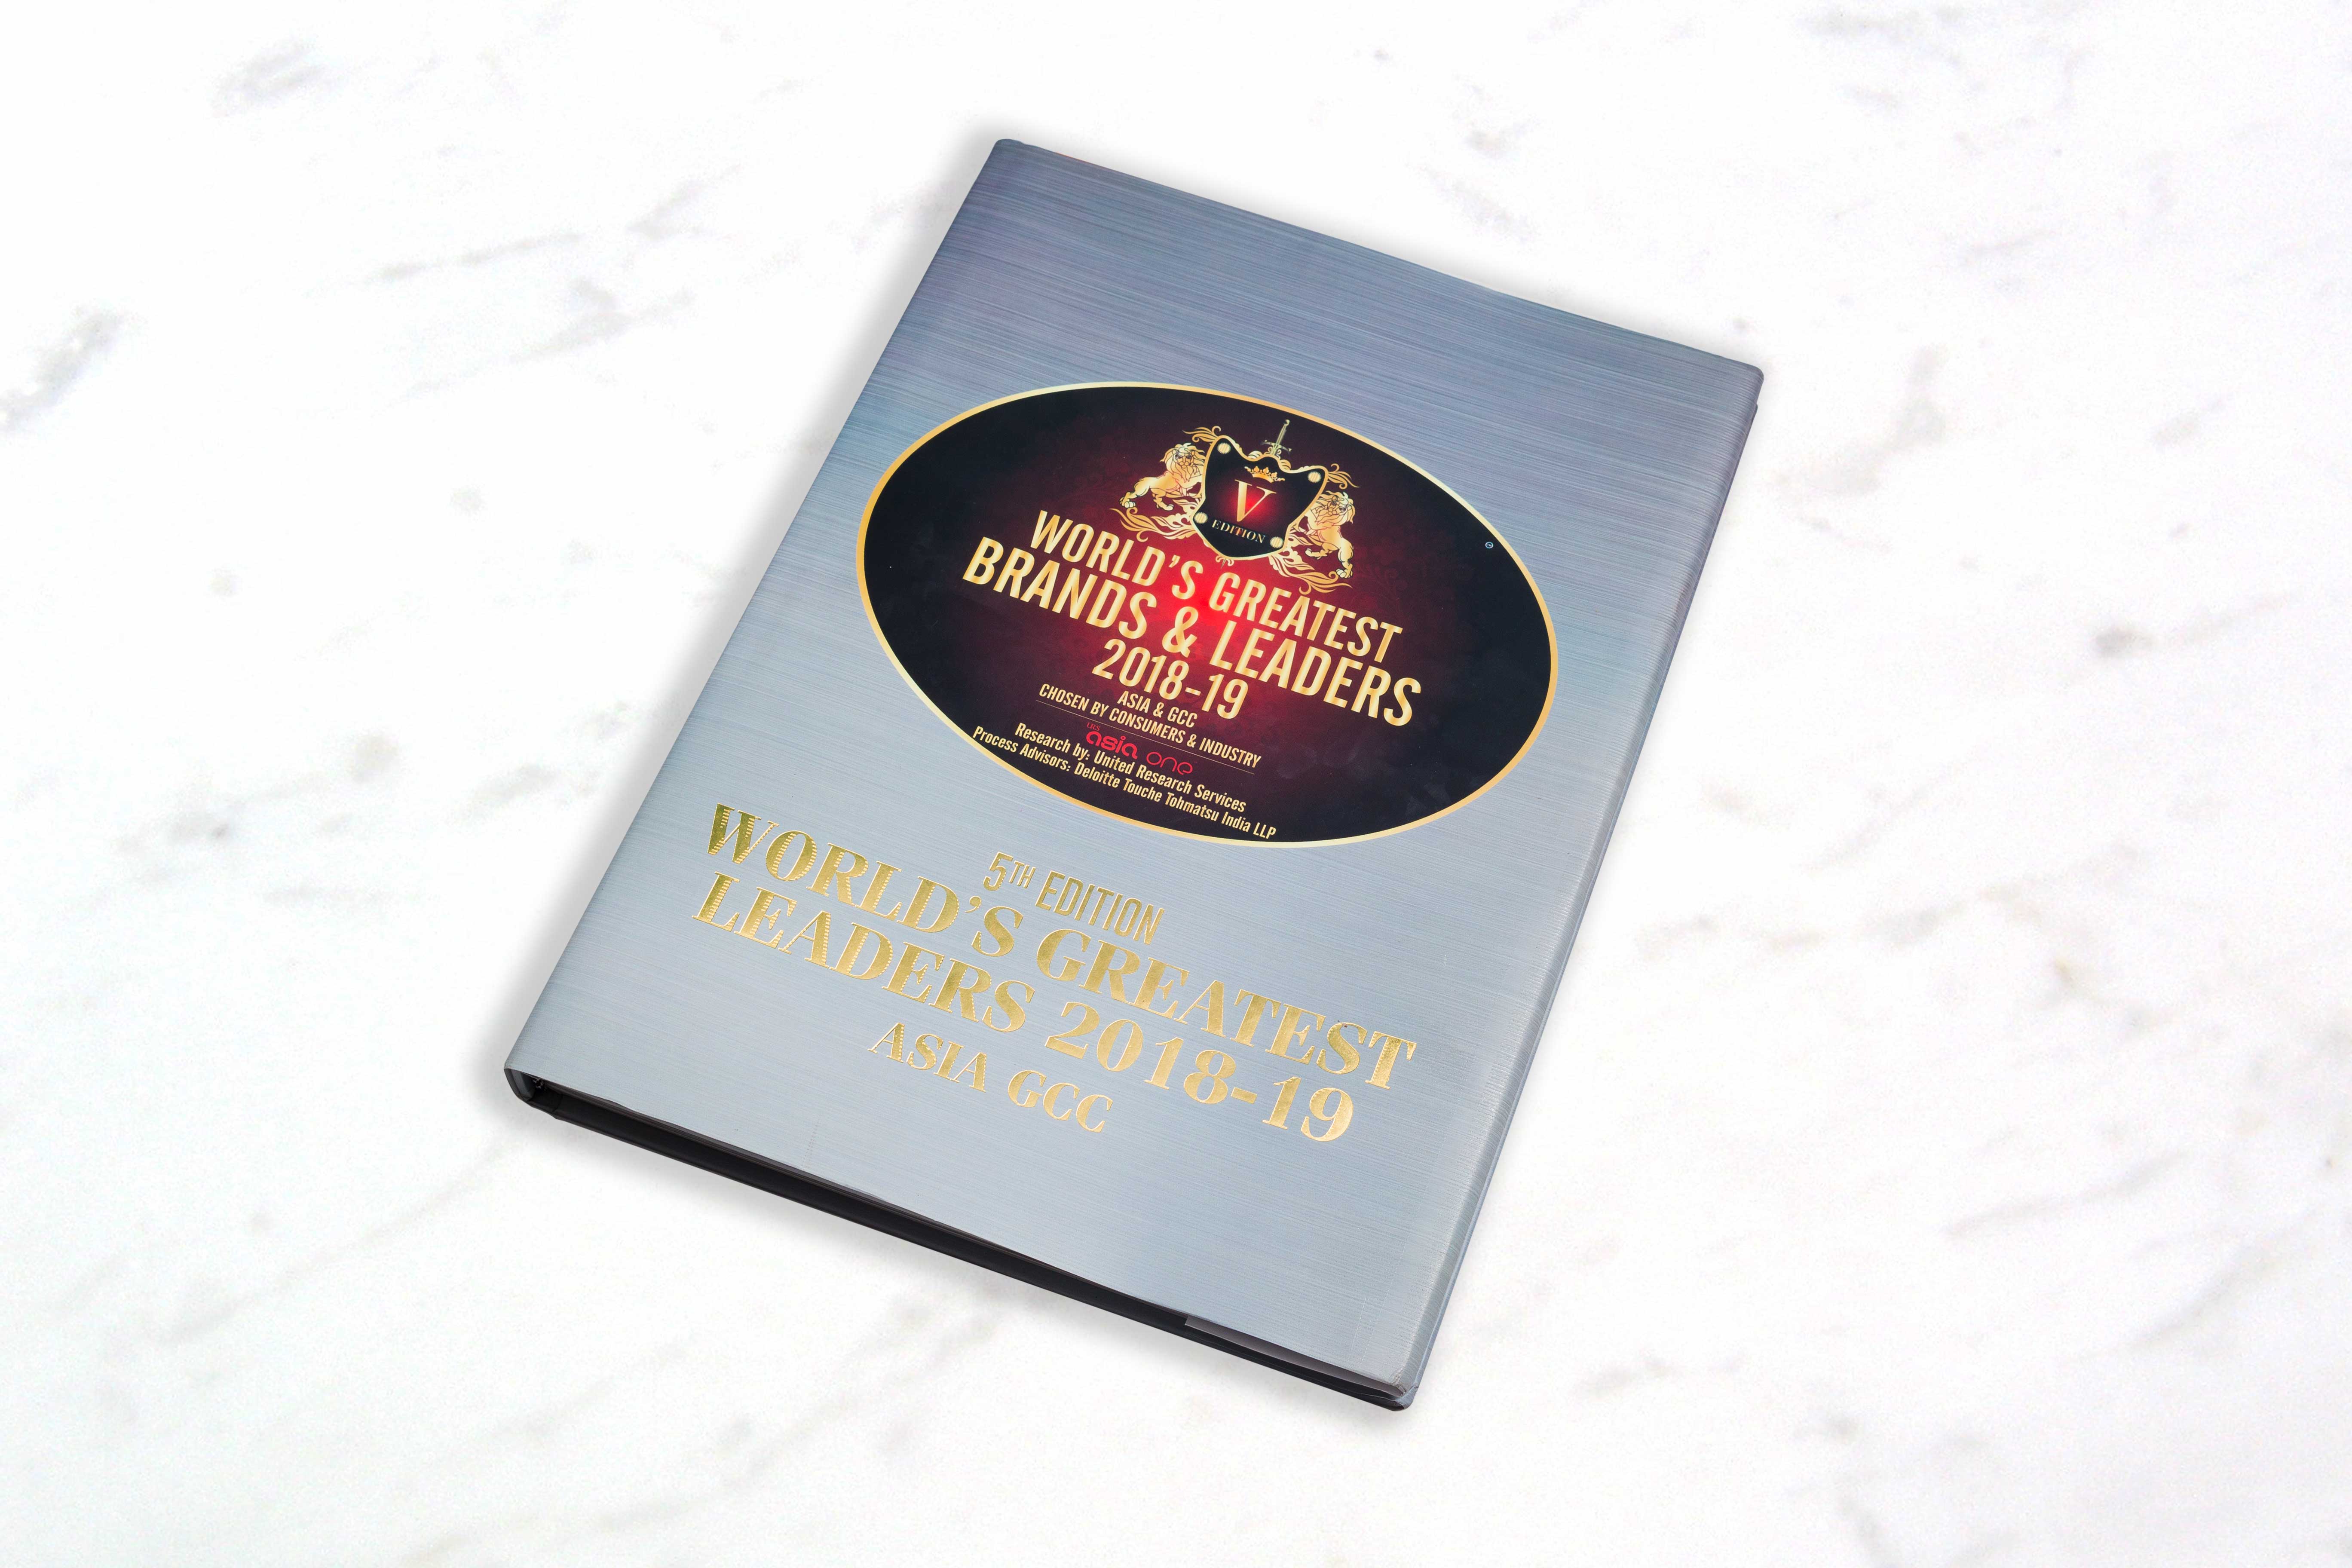 V
EDITION
WORLD'S GREATEST
BRANDS & LEADERS
2018-19
ASIA & GCC
CHOSEN BY CONSUMERS & INDUSTRY
URS
asia one
Research by: United Research Services
Process Advisors: Deloitte Touche Tohmatsu India LLP
5TH EDITION
WORLD'S GREATEST
LEADERS 2018-19
ASIA GCC